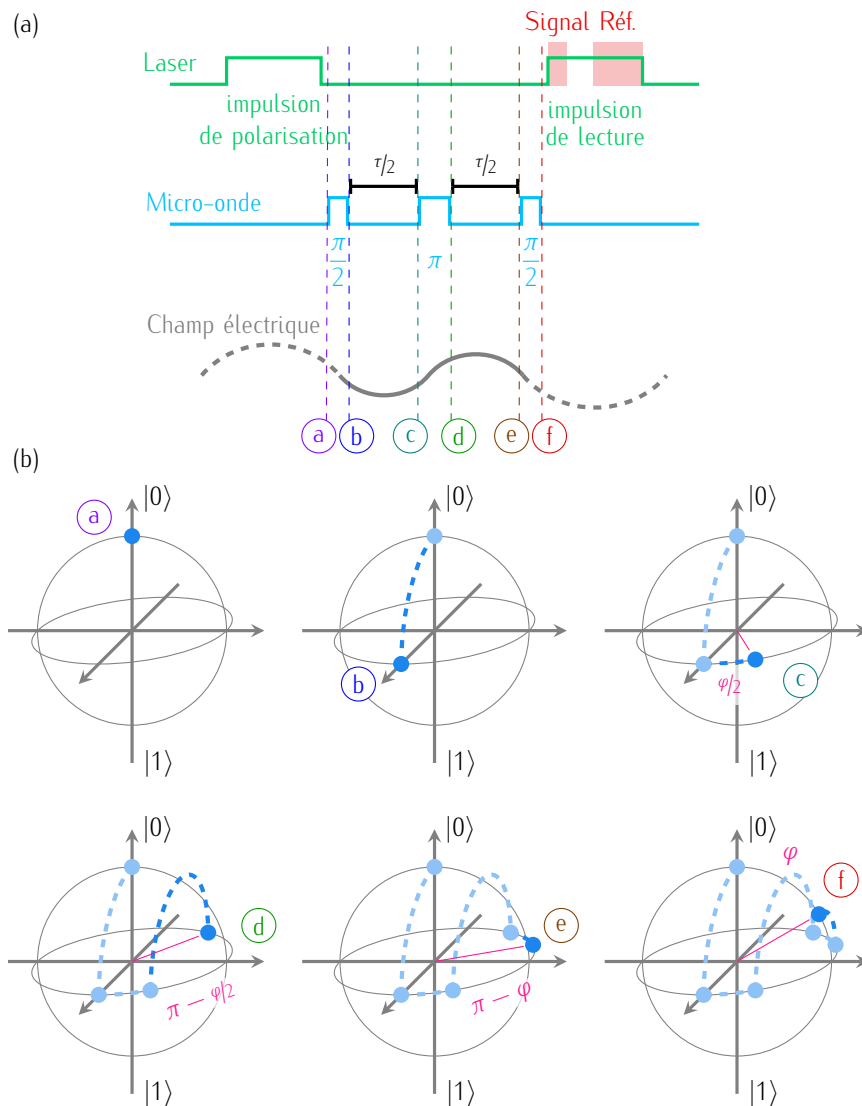 (a)
Signal Réf.
Laser
impulsion
de polarisation
impulsion
de lecture
τ/2
τ/2
Micro-onde
π/2
π
π/2
Champ électrique
a
b
c
d
e
f
(b)
a
|0⟩
|1⟩
|0⟩
b
|1⟩
|0⟩
φ/2
c
|1⟩
|0⟩
d
π − φ/2
|1⟩
|0⟩
e
π − φ
|1⟩
|0⟩
φ
f
|1⟩